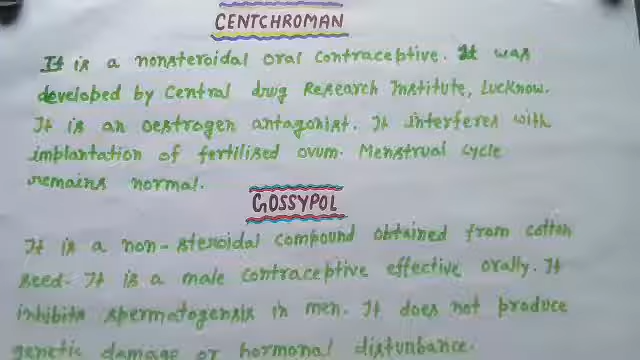 CENTCHROMAN
It is a nonsteroidal oral contraceptive. It was
developed by Central drug Research Institute, Lucknow.
It is an oestrogen antagonist. It interferes with
implantation of fertilised ovum. Menstrual cycle
remains normal.
GOSSYPOL
It is a non-steroidal compound obtained from cotton
seed. It is a male contraceptive effective orally. It
inhibits spermatogensis in men. It does not produce
genetic damage or hormonal disturbance.